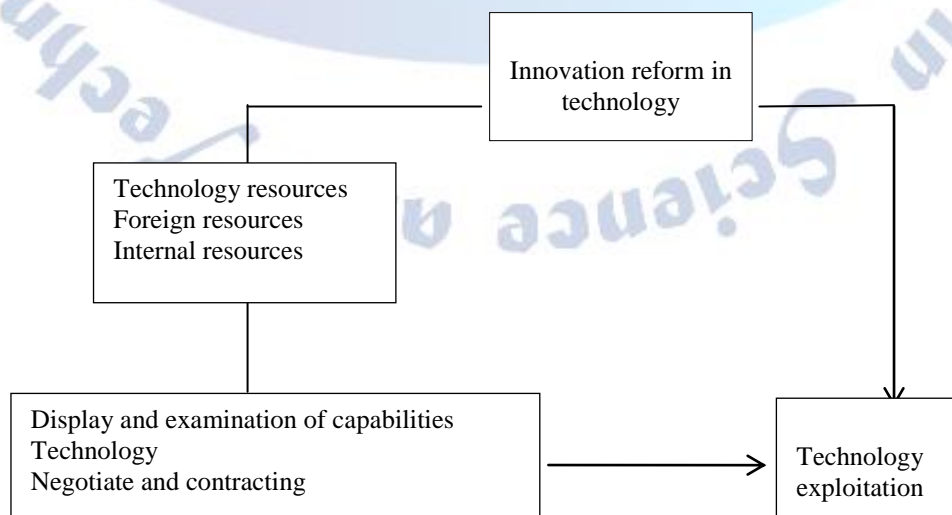 Innovation reform in
technology
Science
Technology resources
Foreign resources
Internal resources
Display and examination of capabilities
Technology
Negotiate and contracting
Technology
exploitation